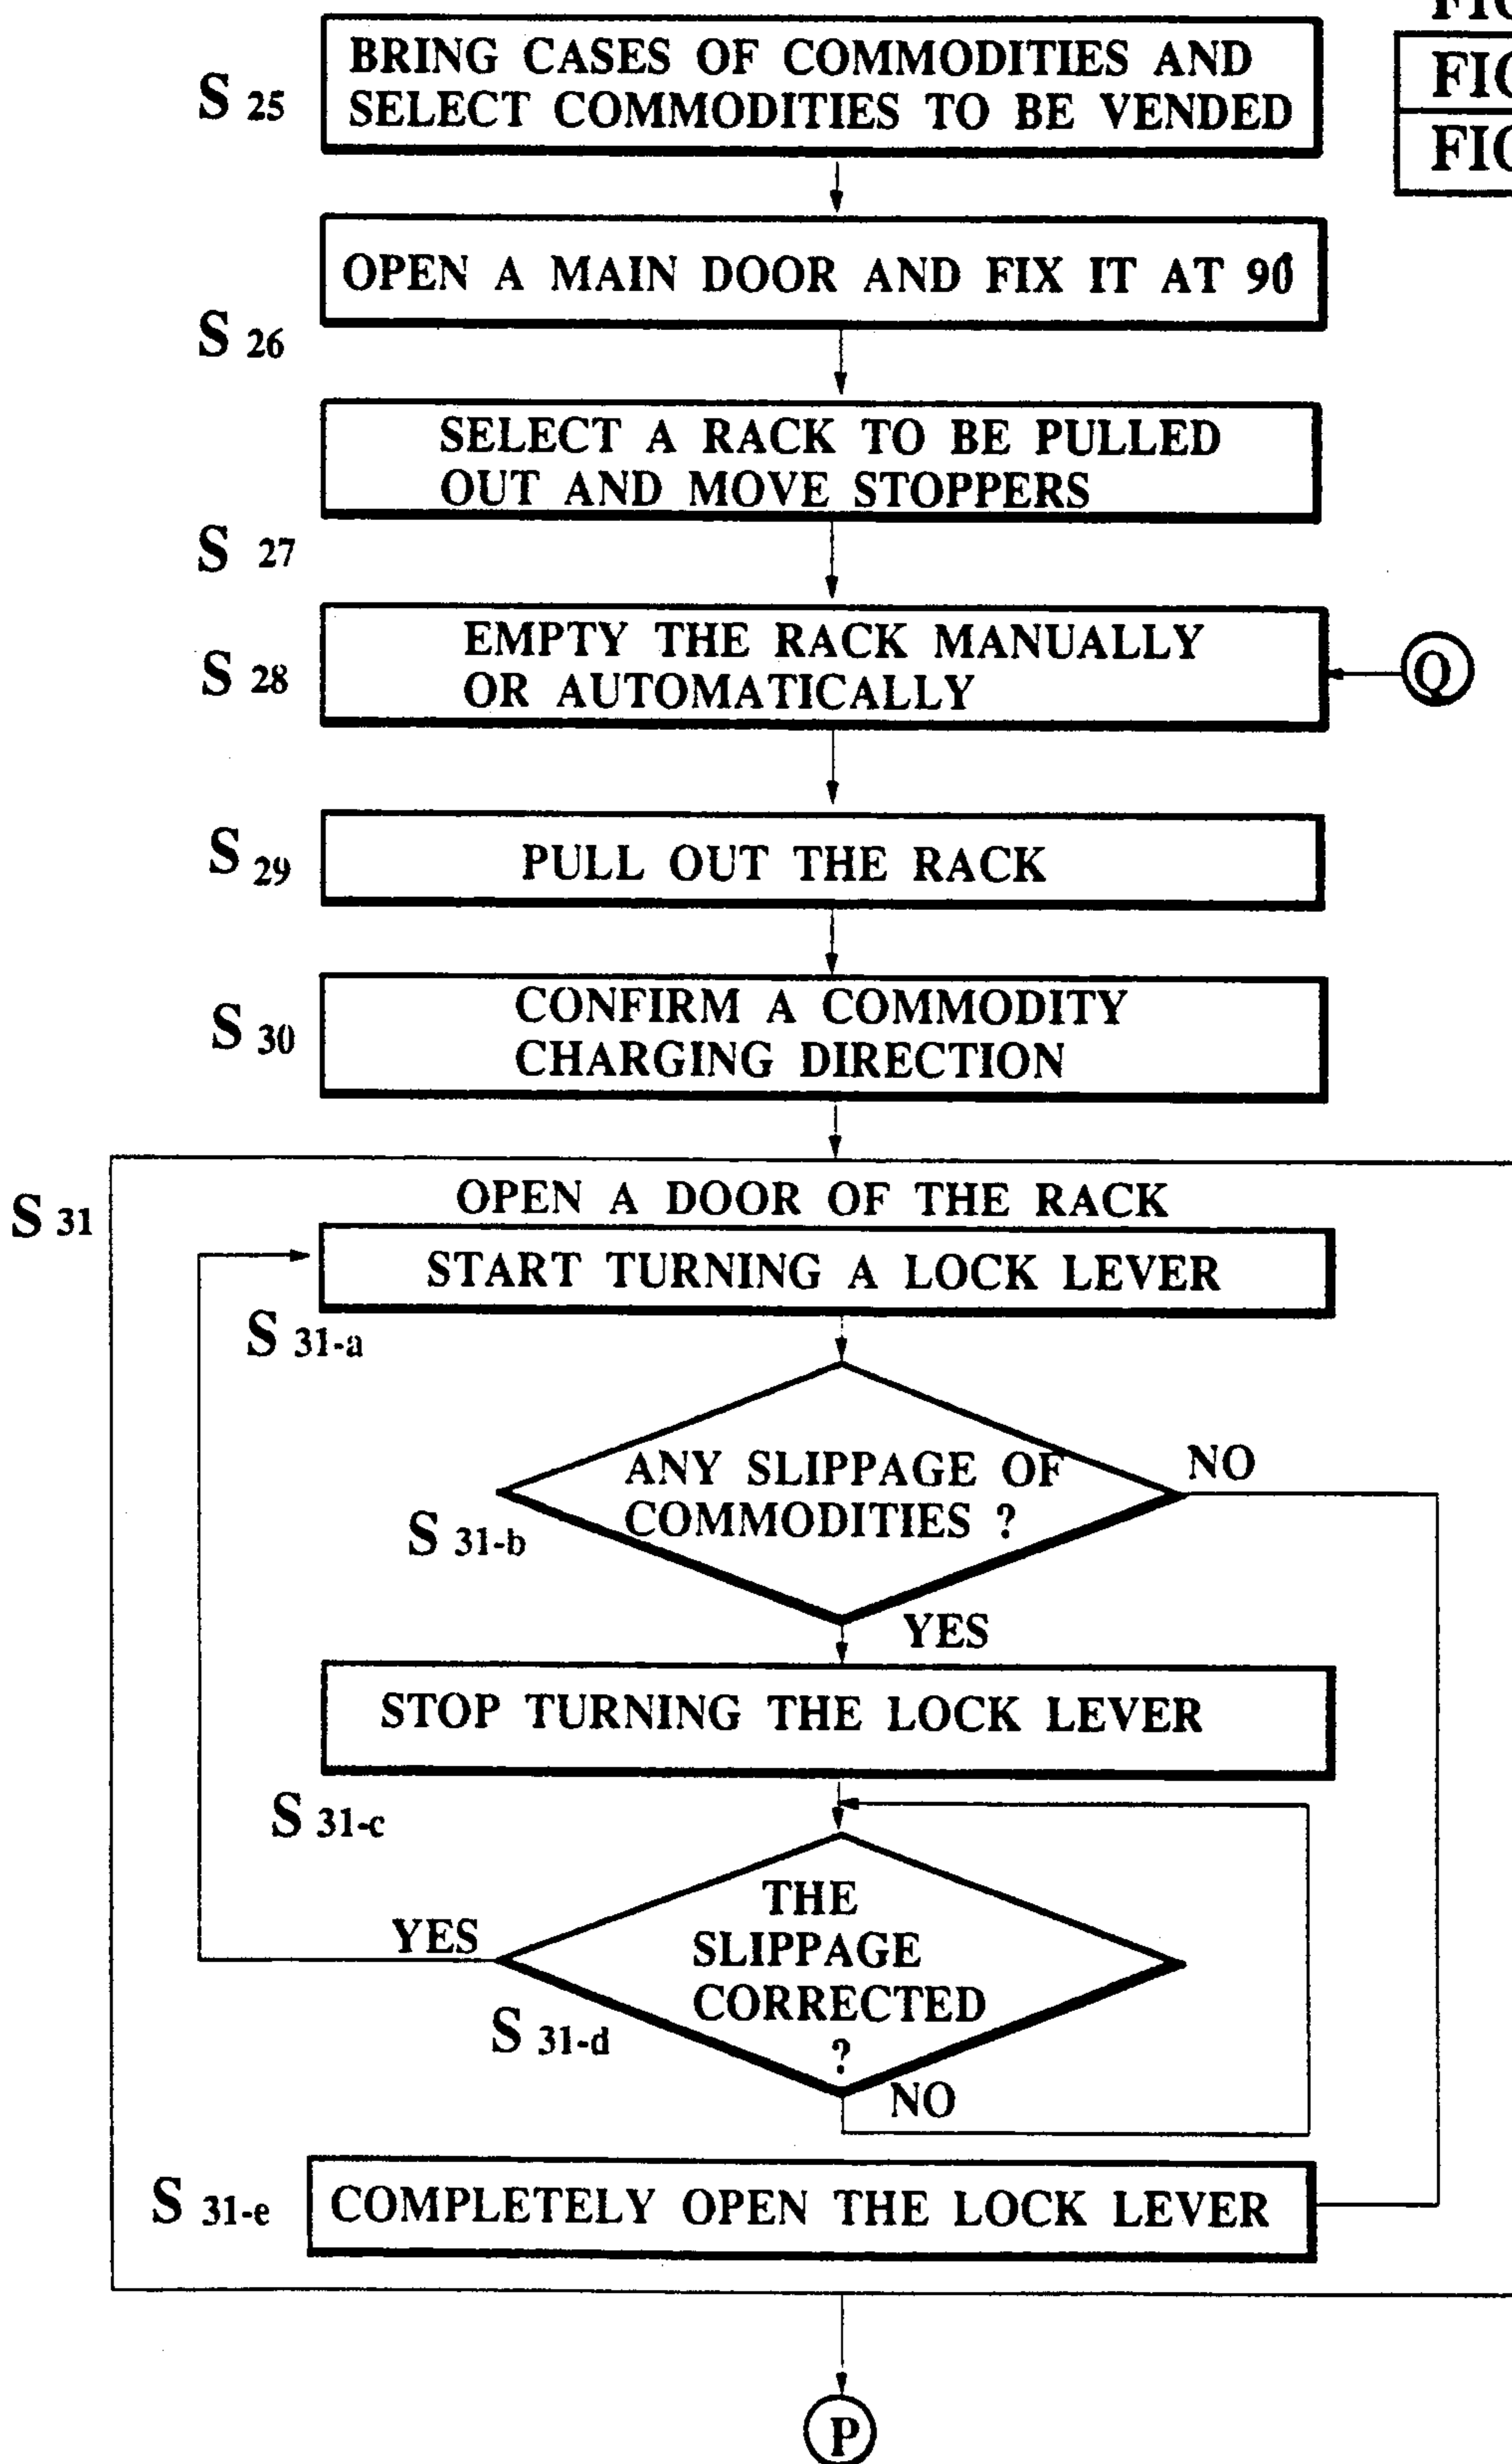 FIG
FIG
FIG
S 25
BRING CASES OF COMMODITIES AND
SELECT COMMODITIES TO BE VENDED
OPEN A MAIN DOOR AND FIX IT AT 90°
S 26
SELECT A RACK TO BE PULLED
OUT AND MOVE STOPPERS
S 27
EMPTY THE RACK MANUALLY
OR AUTOMATICALLY
S 28
Q
S 29
PULL OUT THE RACK
S 30
CONFIRM A COMMODITY
CHARGING DIRECTION
S 31
OPEN A DOOR OF THE RACK
START TURNING A LOCK LEVER
S 31-a
ANY SLIPPAGE OF
COMMODITIES ?
NO
S 31-b
YES
STOP TURNING THE LOCK LEVER
S 31-c
THE
SLIPPAGE
CORRECTED
?
YES
S 31-d
NO
S 31-e
COMPLETELY OPEN THE LOCK LEVER
P